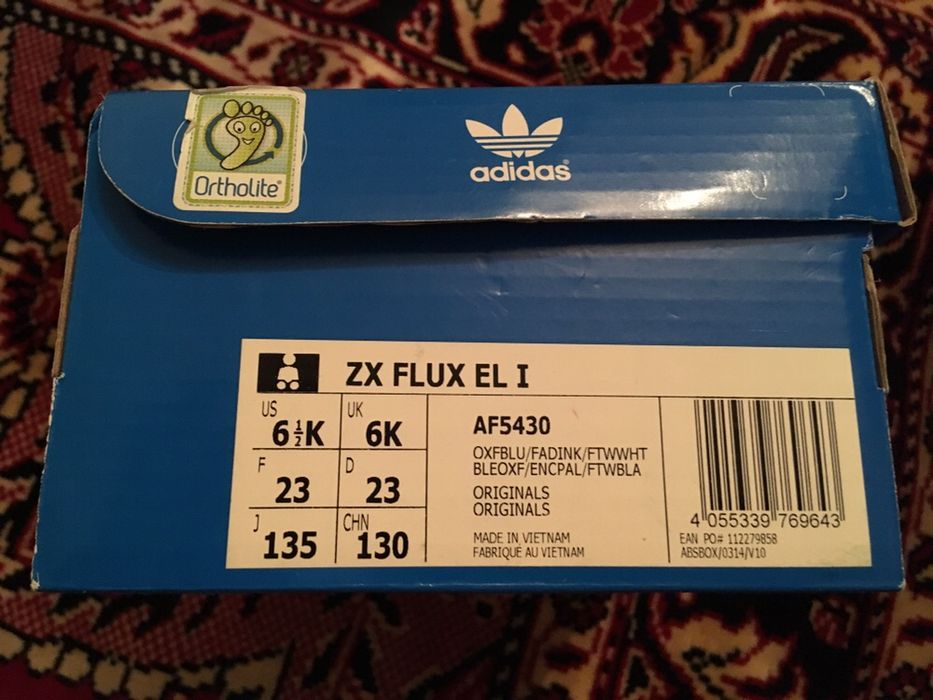 Ortholite®
adidas®
ZX FLUX EL I
US
6½K
UK
6K
F
23
D
23
J
135
CHN
130
AF5430
OXFBLU/FADINK/FTWWHT
BLEOXF/ENCPAL/FTWBLA
ORIGINALS
ORIGINALS
MADE IN VIETNAM
FABRIQUÉ AU VIETNAM
4 055339 769643
EAN PO# 112279858
ABSBOX/0314/V10